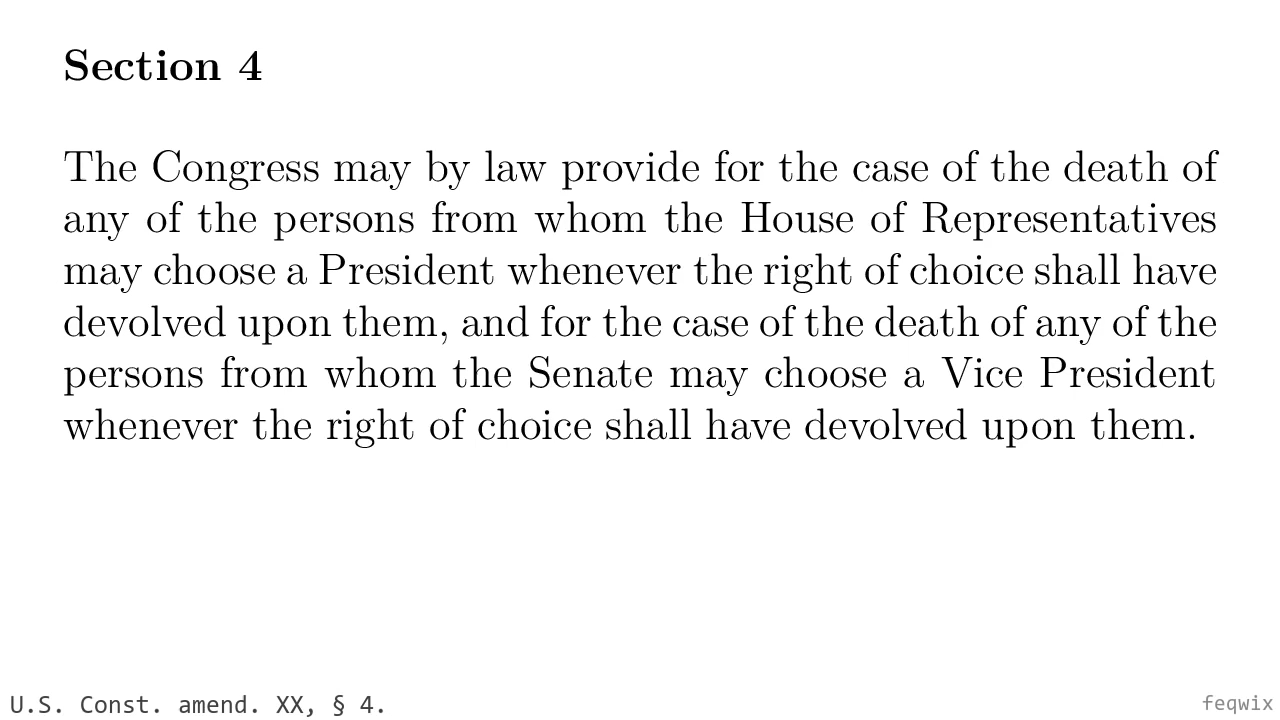 Section 4
The Congress may by law provide for the case of the death of
any of the persons from whom the House of Representatives
may choose a President whenever the right of choice shall have
devolved upon them, and for the case of the death of any of the
persons from whom the Senate may choose a Vice President
whenever the right of choice shall have devolved upon them.
U.S. Const. amend. XX, § 4.
feqwix